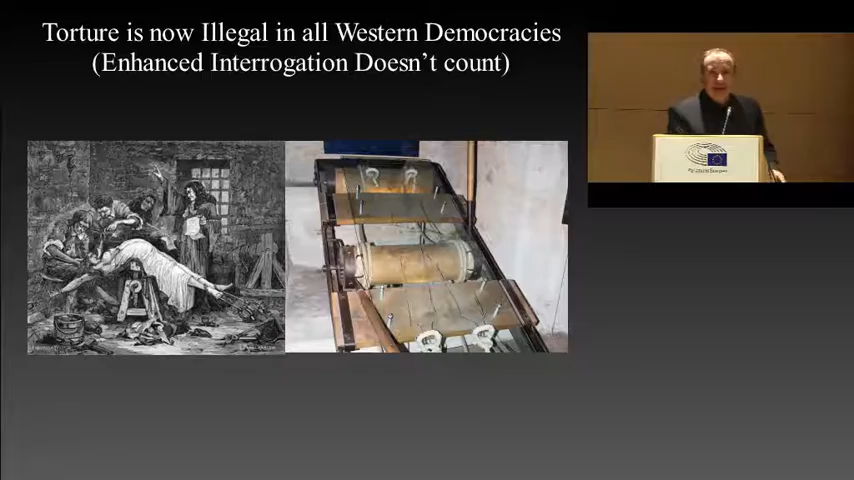 Torture is now Illegal in all Western Democracies
(Enhanced Interrogation Doesn’t count)